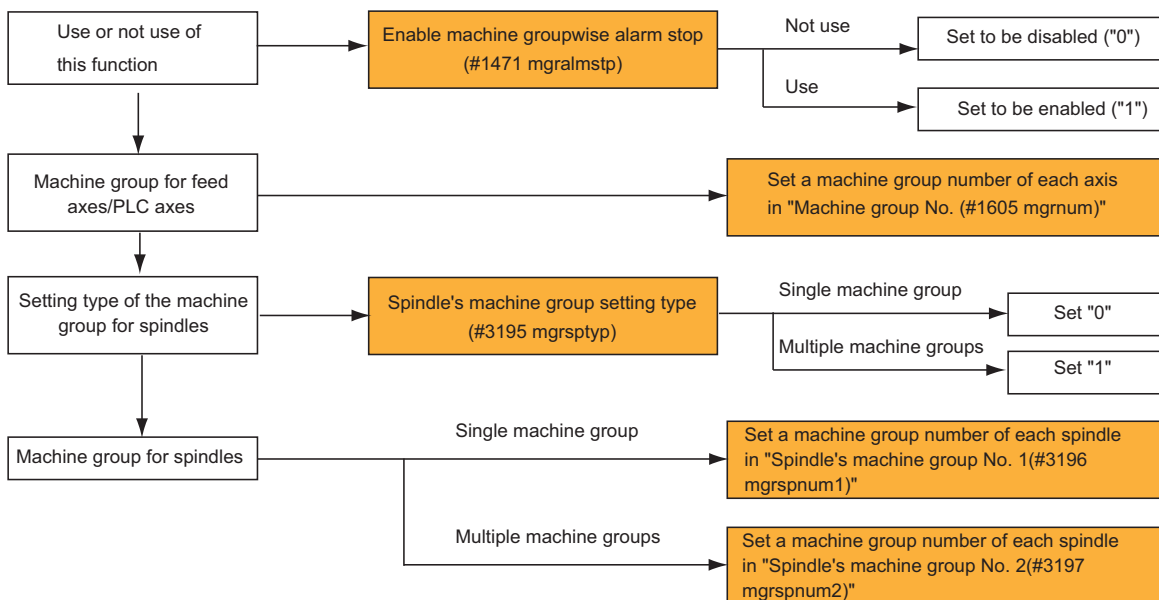 Use or not use of
this function
Enable machine groupwise alarm stop
(#1471 mgralmstp)
Not use
Set to be disabled ("0")
Use
Set to be enabled ("1")
Machine group for feed
axes/PLC axes
Set a machine group number of each axis
in "Machine group No. (#1605 mgrnum)"
Setting type of the machine
group for spindles
Spindle's machine group setting type
(#3195 mgrsptyp)
Single machine group
Set "0"
Multiple machine groups
Set "1"
Machine group for spindles
Single machine group
Set a machine group number of each spindle
in "Spindle's machine group No. 1(#3196
mgrspnum1)"
Multiple machine groups
Set a machine group number of each spindle
in "Spindle's machine group No. 2(#3197
mgrspnum2)"